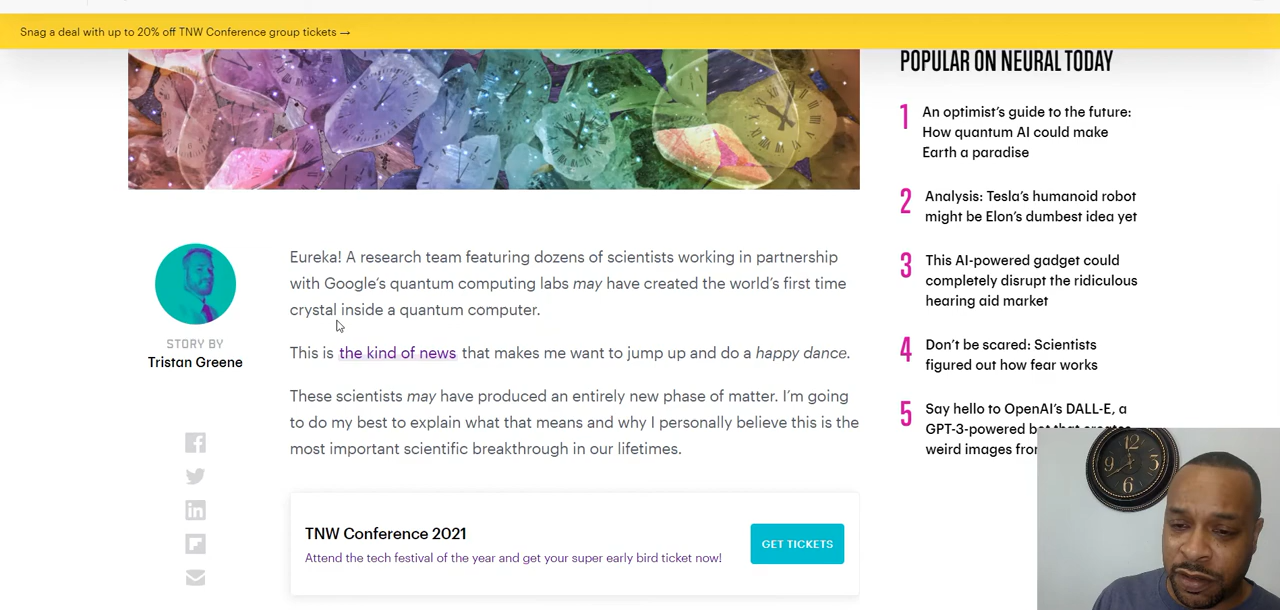 Snag a deal with up to 20% off TNW Conference group tickets →
POPULAR ON NEURAL TODAY
1
An optimist's guide to the future:
How quantum AI could make
Earth a paradise
2
Analysis: Tesla's humanoid robot
might be Elon's dumbest idea yet
3
This AI-powered gadget could
completely disrupt the ridiculous
hearing aid market
4
Don't be scared: Scientists
figured out how fear works
5
Say hello to OpenAI's DALL-E, a
GPT-3-powered bot that creates
weird images from
STORY BY
Tristan Greene
Eureka! A research team featuring dozens of scientists working in partnership
with Google's quantum computing labs may have created the world's first time
crystal inside a quantum computer.
This is the kind of news that makes me want to jump up and do a happy dance.
These scientists may have produced an entirely new phase of matter. I'm going
to do my best to explain what that means and why I personally believe this is the
most important scientific breakthrough in our lifetimes.
TNW Conference 2021
Attend the tech festival of the year and get your super early bird ticket now!
GET TICKETS
12
3
6
9